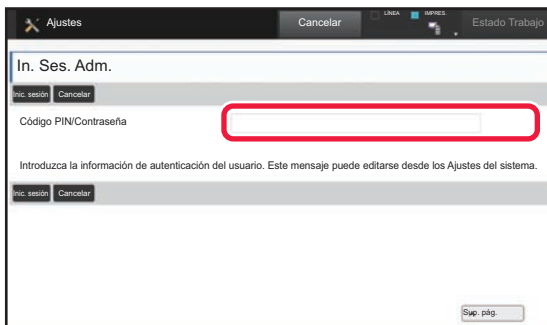 Ajustes Cancelar LÍNEA IMPRES. Estado Trabajo
In. Ses. Adm.
Inic. sesión Cancelar
Código PIN/Contraseña
Introduzca la información de autenticación del usuario. Este mensaje puede editarse desde los Ajustes del sistema.
Inic. sesión Cancelar
Sup. pág.